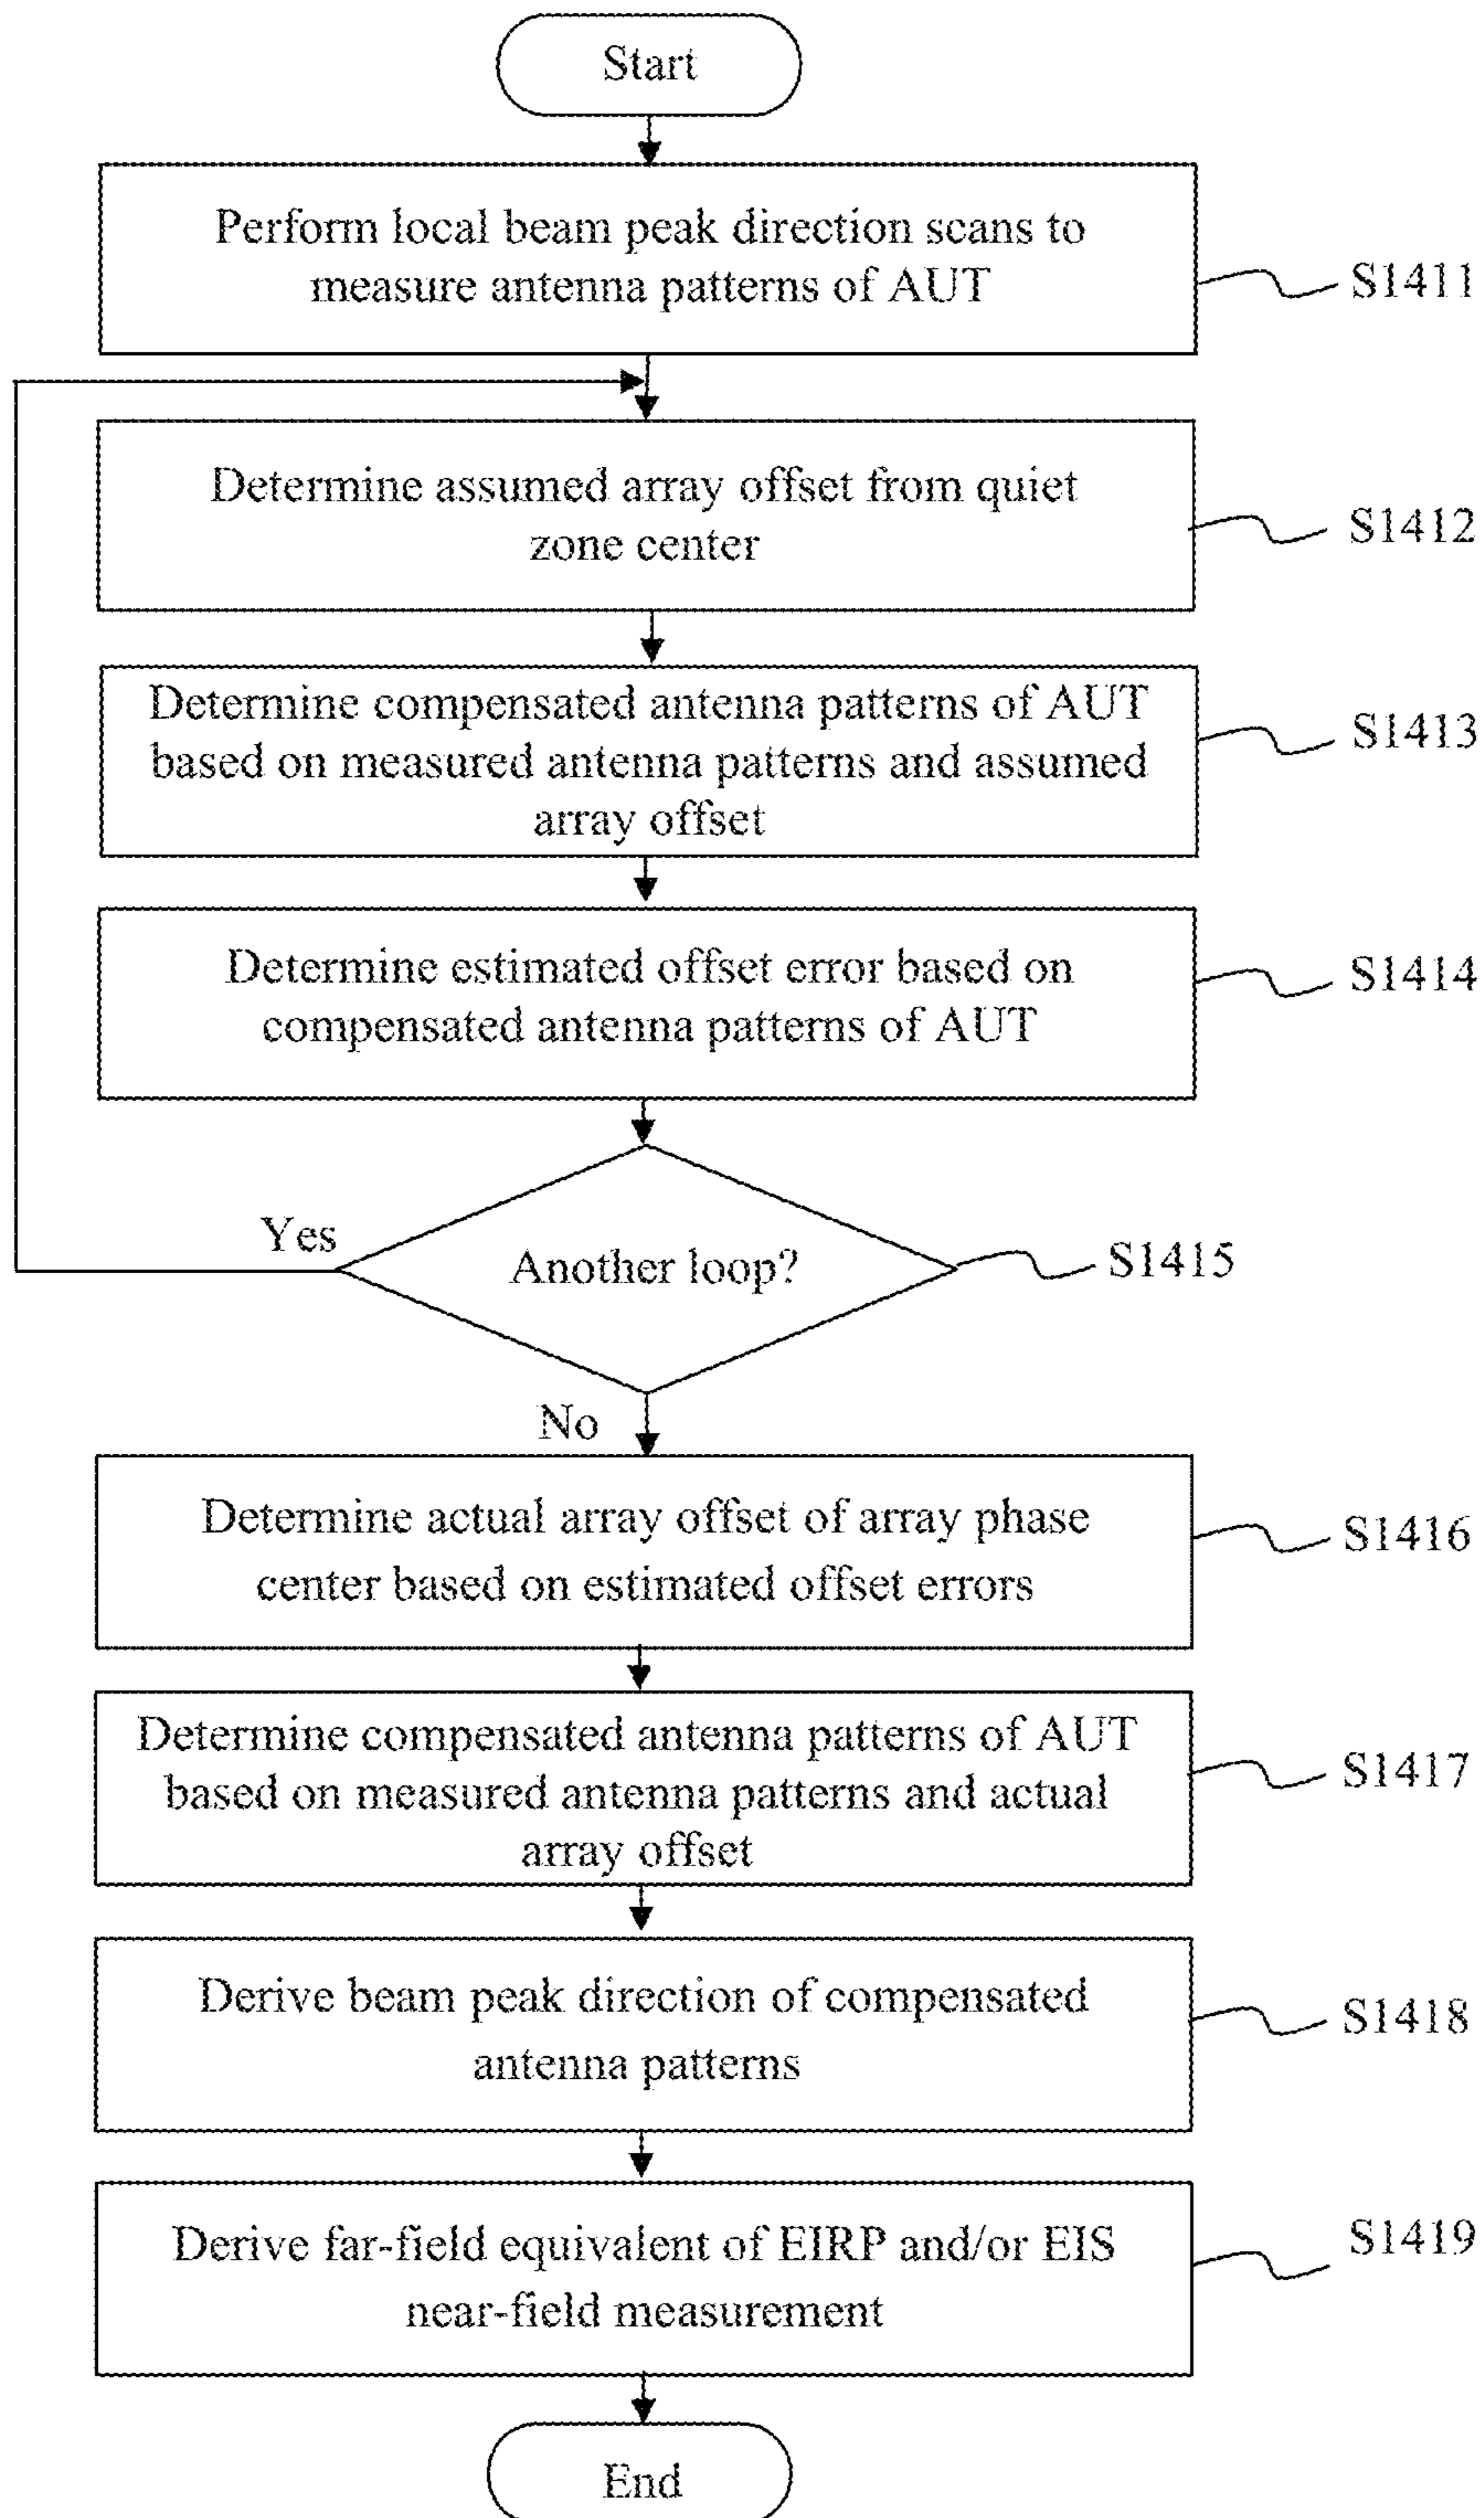 Start
Perform local beam peak direction scans to
measure antenna patterns of AUT
S1411
Determine assumed array offset from quiet
zone center
S1412
Determine compensated antenna patterns of AUT
based on measured antenna patterns and assumed
array offset
S1413
Determine estimated offset error based on
compensated antenna patterns of AUT
S1414
Yes
Another loop?
S1415
No
Determine actual array offset of array phase
center based on estimated offset errors
S1416
Determine compensated antenna patterns of AUT
based on measured antenna patterns and actual
array offset
S1417
Derive beam peak direction of compensated
antenna patterns
S1418
Derive far-field equivalent of EIRP and/or EIS
near-field measurement
S1419
End